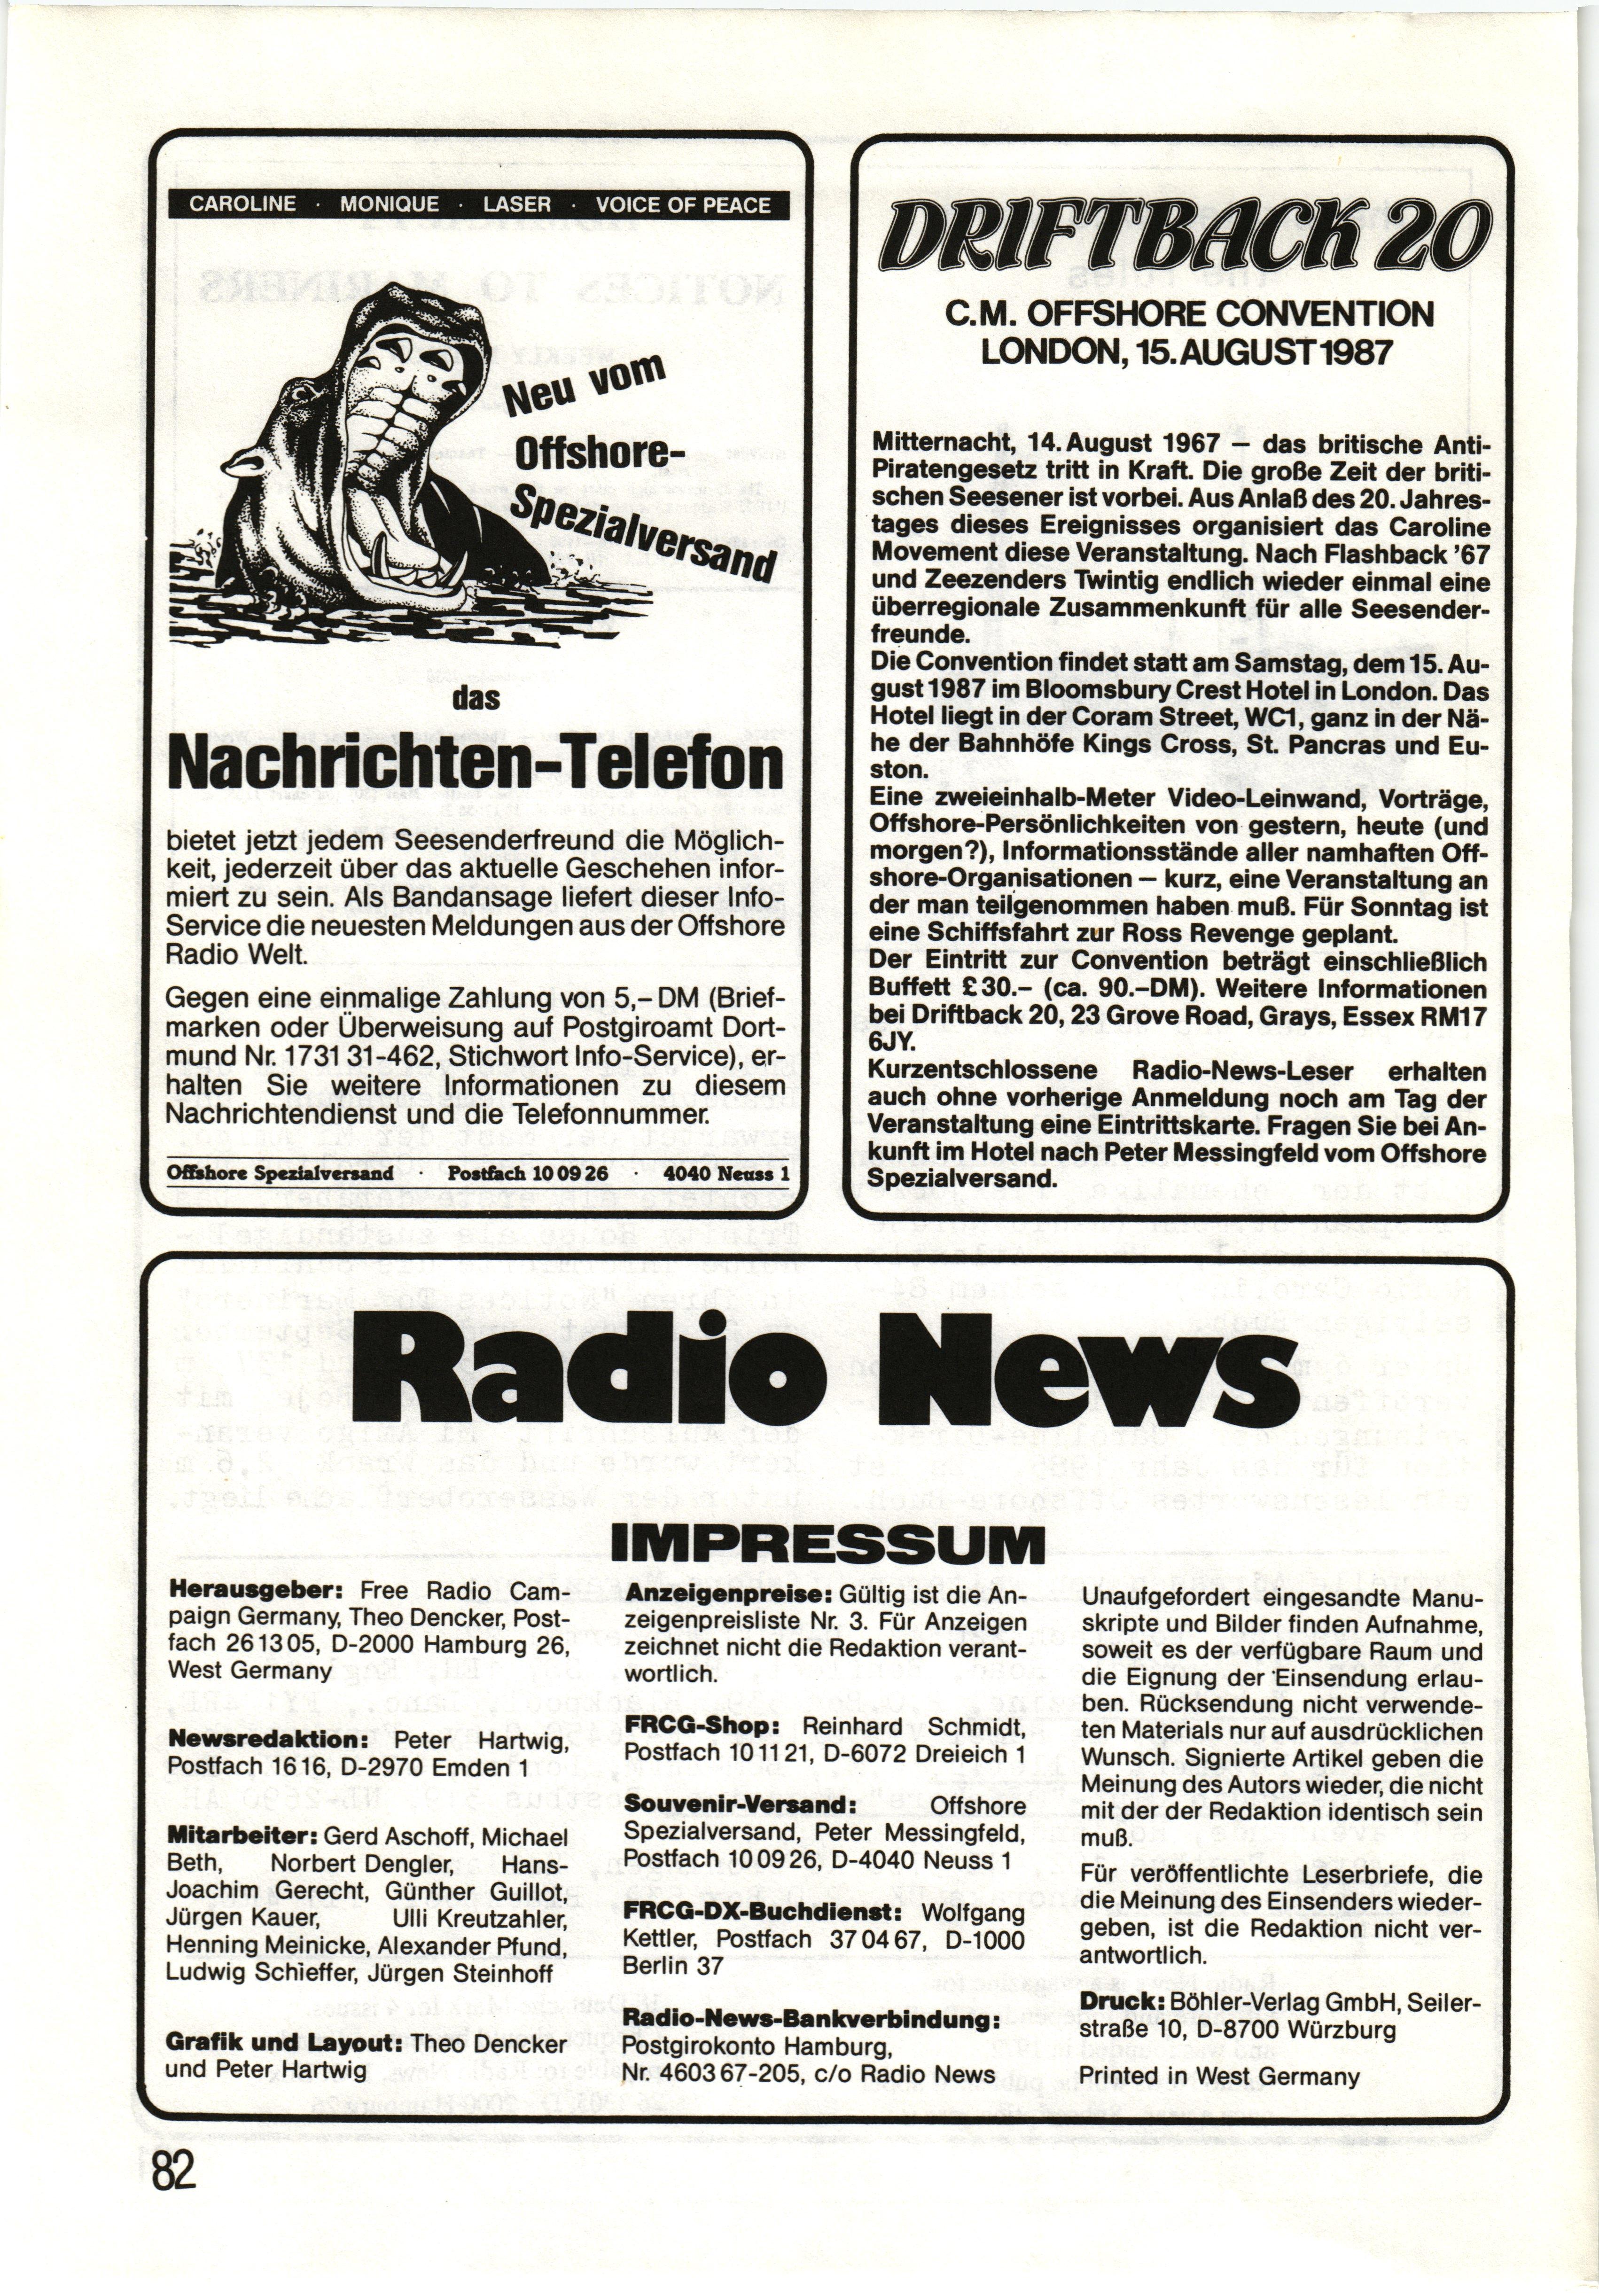 CAROLINE · MONIQUE · LASER · VOICE OF PEACE
Neu vom
Offshore-
Spezialversand
das
Nachrichten-Telefon
bietet jetzt jedem Seesenderfreund die Möglich-
keit, jederzeit über das aktuelle Geschehen infor-
miert zu sein. Als Bandansage liefert dieser Info-
Service die neuesten Meldungen aus der Offshore
Radio Welt.
Gegen eine einmalige Zahlung von 5,– DM (Brief-
marken oder Überweisung auf Postgiroamt Dort-
mund Nr. 1731 31-462, Stichwort Info-Service), er-
halten Sie weitere Informationen zu diesem
Nachrichtendienst und die Telefonnummer.
Offshore Spezialversand · Postfach 10 09 26 · 4040 Neuss 1
DRIFTBACK 20
C.M. OFFSHORE CONVENTION
LONDON, 15. AUGUST 1987
Mitternacht, 14. August 1967 — das britische Anti-
Piratengesetz tritt in Kraft. Die große Zeit der briti-
schen Seesener ist vorbei. Aus Anlaß des 20. Jahres-
tages dieses Ereignisses organisiert das Caroline
Movement diese Veranstaltung. Nach Flashback '67
und Zeezenders Twintig endlich wieder einmal eine
überregionale Zusammenkunft für alle Seesender-
freunde.
Die Convention findet statt am Samstag, dem 15. Au-
gust 1987 im Bloomsbury Crest Hotel in London. Das
Hotel liegt in der Coram Street, WC1, ganz in der Nä-
he der Bahnhöfe Kings Cross, St. Pancras und Eu-
ston.
Eine zweieinhalb-Meter Video-Leinwand, Vorträge,
Offshore-Persönlichkeiten von gestern, heute (und
morgen?), Informationsstände aller namhaften Off-
shore-Organisationen — kurz, eine Veranstaltung an
der man teilgenommen haben muß. Für Sonntag ist
eine Schiffsfahrt zur Ross Revenge geplant.
Der Eintritt zur Convention beträgt einschließlich
Buffett £ 30.– (ca. 90.–DM). Weitere Informationen
bei Driftback 20, 23 Grove Road, Grays, Essex RM17
6JY.
Kurzentschlossene Radio-News-Leser erhalten
auch ohne vorherige Anmeldung noch am Tag der
Veranstaltung eine Eintrittskarte. Fragen Sie bei An-
kunft im Hotel nach Peter Messingfeld vom Offshore
Spezialversand.
Radio News
IMPRESSUM
Herausgeber: Free Radio Cam-
paign Germany, Theo Dencker, Post-
fach 26 13 05, D-2000 Hamburg 26,
West Germany
Newsredaktion: Peter Hartwig,
Postfach 16 16, D-2970 Emden 1
Mitarbeiter: Gerd Aschoff, Michael
Beth, Norbert Dengler, Hans-
Joachim Gerecht, Günther Guillot,
Jürgen Kauer, Ulli Kreutzahler,
Henning Meinicke, Alexander Pfund,
Ludwig Schieffer, Jürgen Steinhoff
Grafik und Layout: Theo Dencker
und Peter Hartwig
Anzeigenpreise: Gültig ist die An-
zeigenpreisliste Nr. 3. Für Anzeigen
zeichnet nicht die Redaktion verant-
wortlich.
FRCG-Shop: Reinhard Schmidt,
Postfach 10 11 21, D-6072 Dreieich 1
Souvenir-Versand: Offshore
Spezialversand, Peter Messingfeld,
Postfach 10 09 26, D-4040 Neuss 1
FRCG-DX-Buchdienst: Wolfgang
Kettler, Postfach 37 04 67, D-1000
Berlin 37
Radio-News-Bankverbindung:
Postgirokonto Hamburg,
Nr. 4603 67-205, c/o Radio News
Unaufgefordert eingesandte Manu-
skripte und Bilder finden Aufnahme,
soweit es der verfügbare Raum und
die Eignung der Einsendung erlau-
ben. Rücksendung nicht verwende-
ten Materials nur auf ausdrücklichen
Wunsch. Signierte Artikel geben die
Meinung des Autors wieder, die nicht
mit der der Redaktion identisch sein
muß.
Für veröffentlichte Leserbriefe, die
die Meinung des Einsenders wieder-
geben, ist die Redaktion nicht ver-
antwortlich.
Druck: Böhler-Verlag GmbH, Seiler-
straße 10, D-8700 Würzburg
Printed in West Germany
82